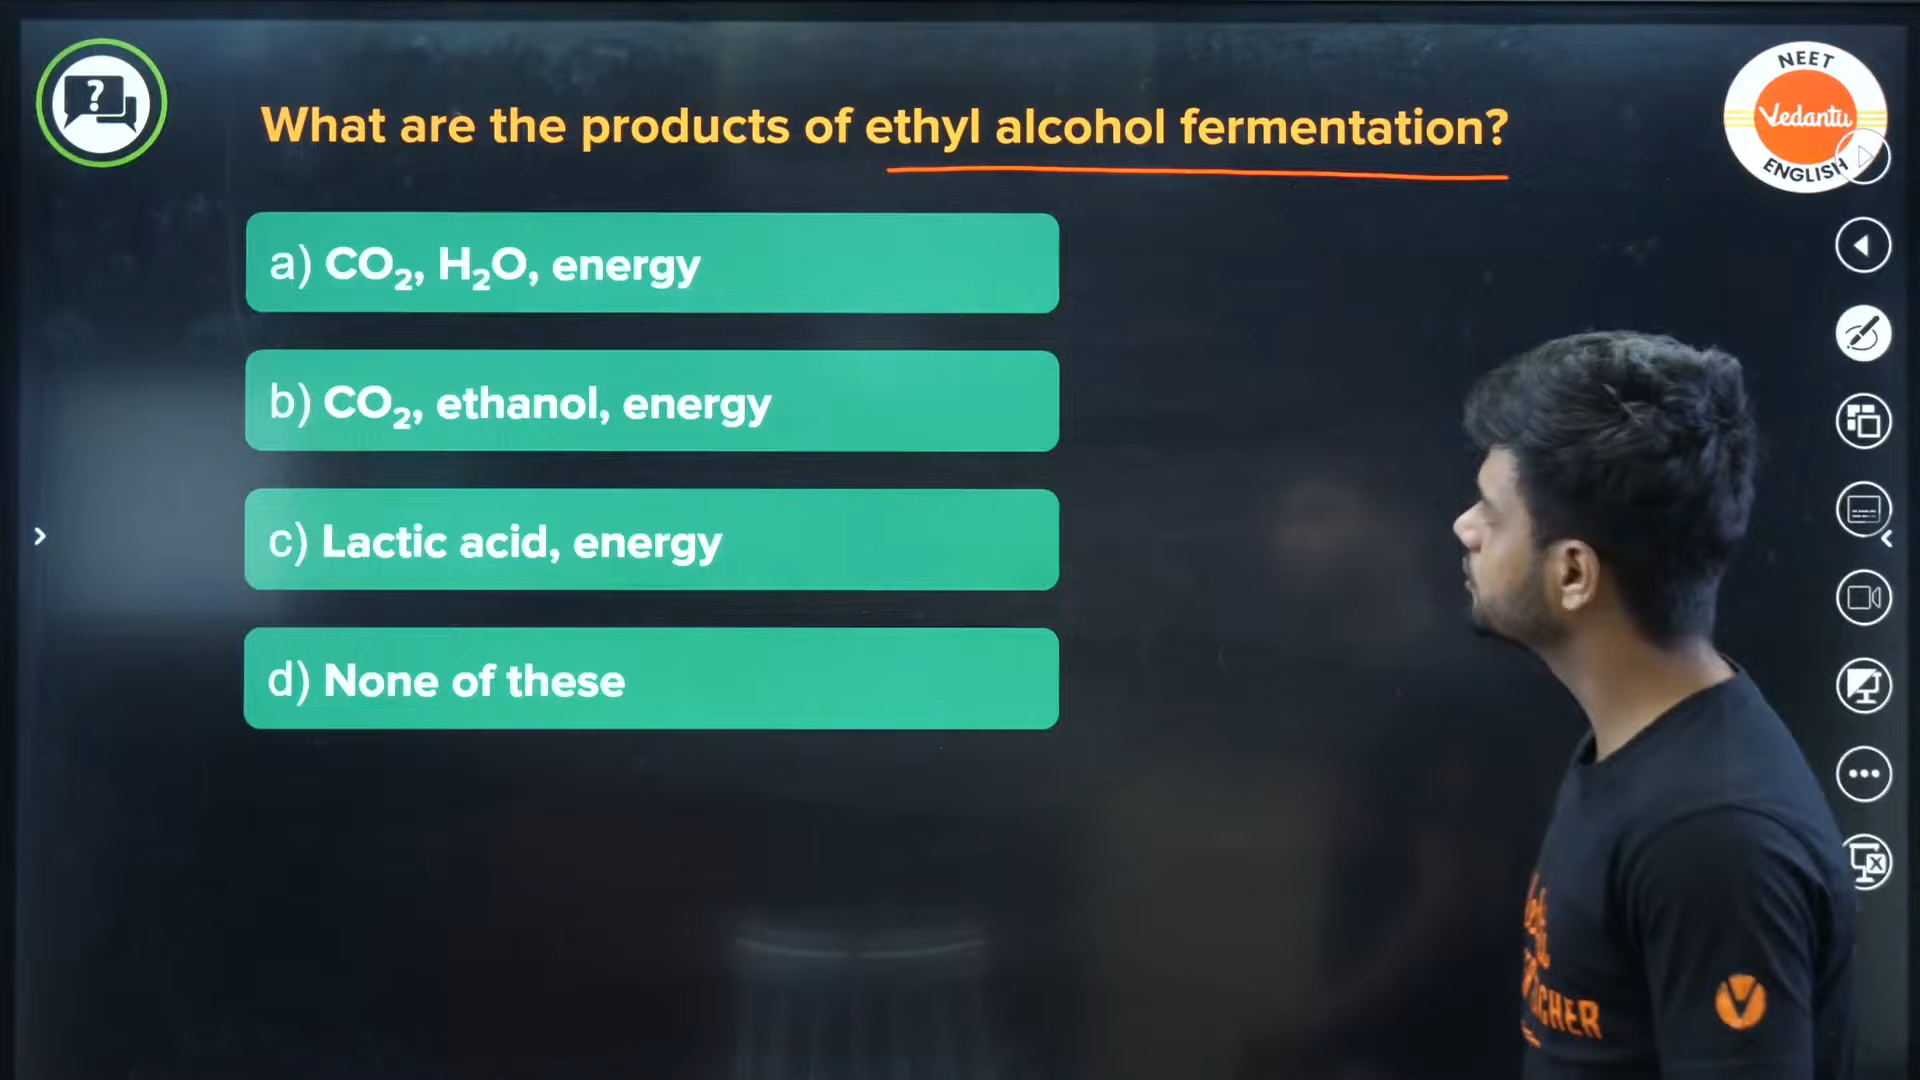 ?
What are the products of ethyl alcohol fermentation?
NEET
Vedantu
ENGLISH
a) CO₂, H₂O, energy
b) CO₂, ethanol, energy
c) Lactic acid, energy
d) None of these
V